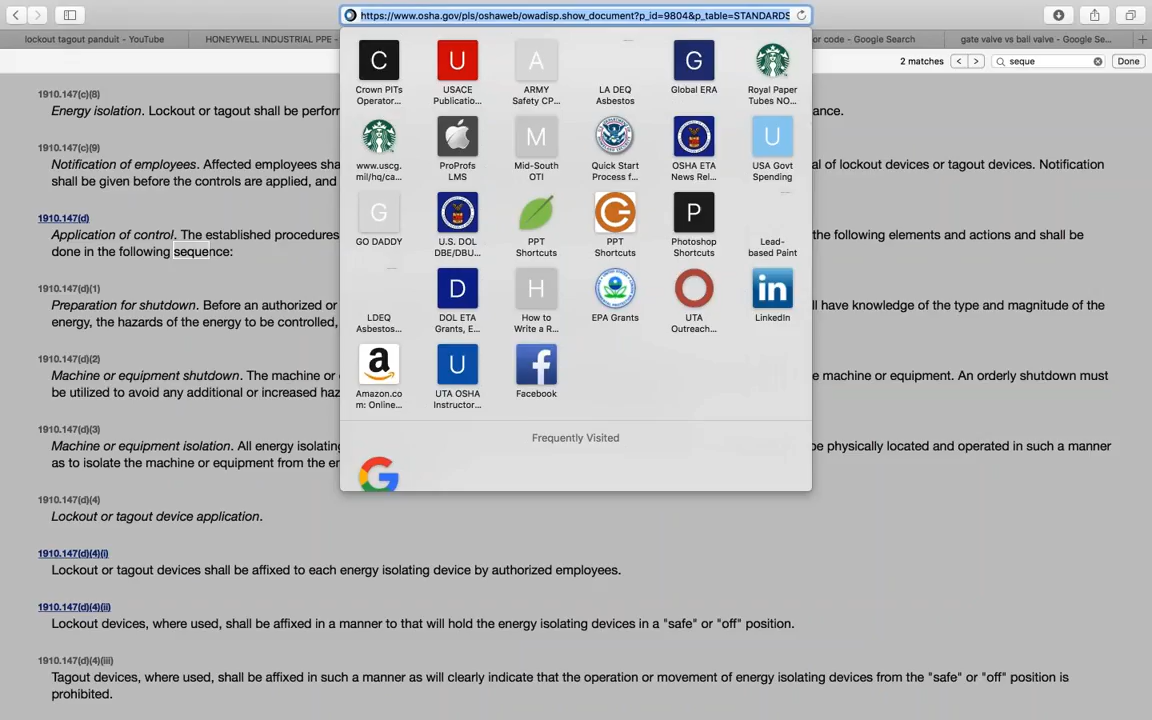 https://www.osha.gov/pls/oshaweb/owadisp.show_document?p_id=9804&p_table=STANDARDS
lockout tagout panduit - YouTube
HONEYWELL INDUSTRIAL PPE -
or code - Google Search
gate valve vs ball valve - Google Se...
2 matches
seque
Done
C
U
A
G
Crown PITs Operator...
USACE Publicatio...
ARMY Safety CP...
LA DEQ Asbestos
Global ERA
Royal Paper Tubes NO...
M
U
www.uscg.mil/hq/ca...
ProProfs LMS
Mid-South OTI
Quick Start Process f...
OSHA ETA News Rel...
USA Govt Spending
G
P
GO DADDY
U.S. DOL DBE/DBU...
PPT Shortcuts
PPT Shortcuts
Photoshop Shortcuts
Lead-based Paint
D
H
in
LDEQ Asbestos...
DOL ETA Grants, E...
How to Write a R...
EPA Grants
UTA Outreach...
LinkedIn
a
U
f
Amazon.com: Online...
UTA OSHA Instructor...
Facebook
Frequently Visited
G
1910.147(c)(8)
Energy isolation. Lockout or tagout shall be perfor
ance.
1910.147(c)(9)
Notification of employees. Affected employees sha
al of lockout devices or tagout devices. Notification
shall be given before the controls are applied, and
1910.147(d)
Application of control. The established procedures
the following elements and actions and shall be
done in the following sequence:
1910.147(d)(1)
Preparation for shutdown. Before an authorized or
ll have knowledge of the type and magnitude of the
energy, the hazards of the energy to be controlled,
1910.147(d)(2)
Machine or equipment shutdown. The machine or
e machine or equipment. An orderly shutdown must
be utilized to avoid any additional or increased haz
1910.147(d)(3)
Machine or equipment isolation. All energy isolating
be physically located and operated in such a manner
as to isolate the machine or equipment from the en
1910.147(d)(4)
Lockout or tagout device application.
1910.147(d)(4)(i)
Lockout or tagout devices shall be affixed to each energy isolating device by authorized employees.
1910.147(d)(4)(ii)
Lockout devices, where used, shall be affixed in a manner to that will hold the energy isolating devices in a "safe" or "off" position.
1910.147(d)(4)(iii)
Tagout devices, where used, shall be affixed in such a manner as will clearly indicate that the operation or movement of energy isolating devices from the "safe" or "off" position is
prohibited.